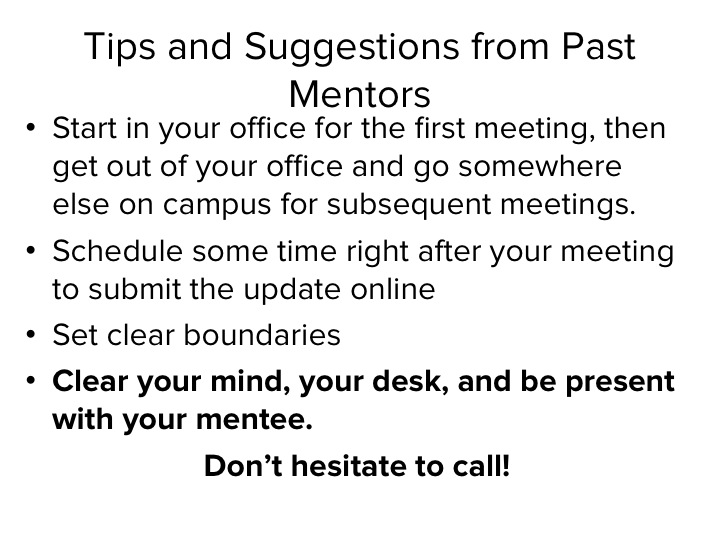 Tips and Suggestions from Past
Mentors
• Start in your office for the first meeting, then
get out of your office and go somewhere
else on campus for subsequent meetings.
• Schedule some time right after your meeting
to submit the update online
• Set clear boundaries
• Clear your mind, your desk, and be present
with your mentee.
Don’t hesitate to call!